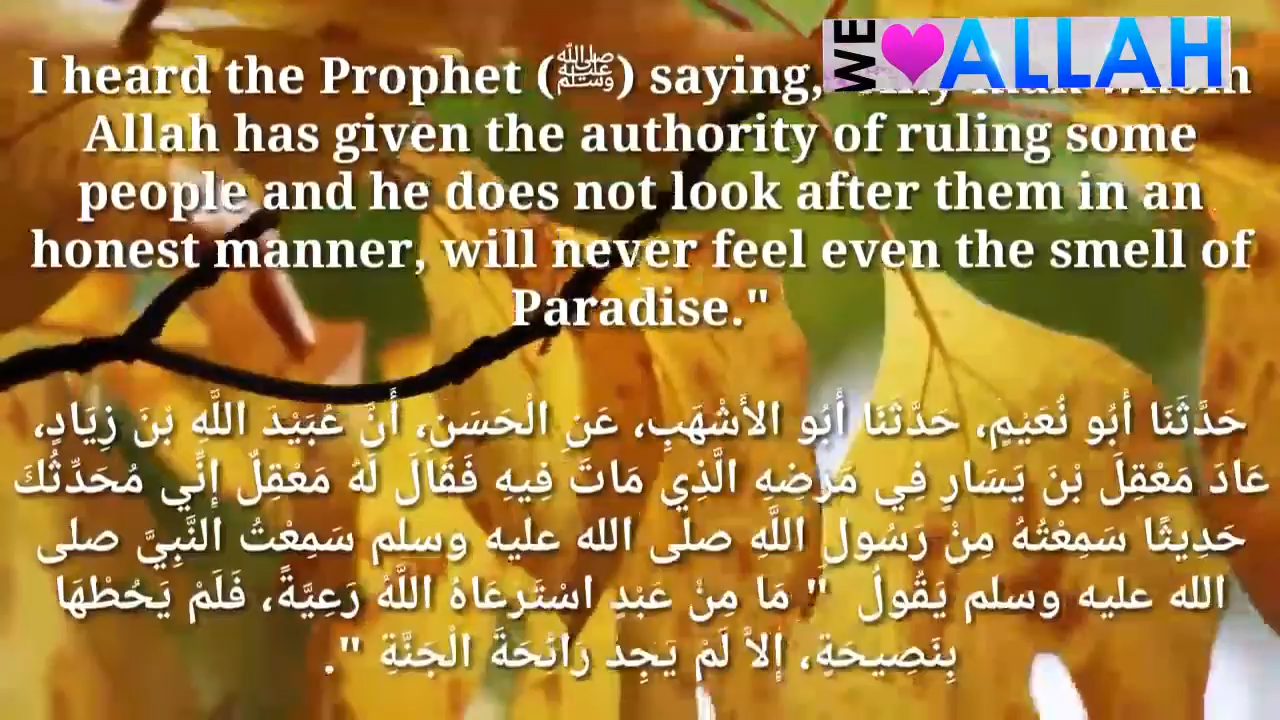 WE ALLAH
I heard the Prophet (ﷺ) saying, man whom
Allah has given the authority of ruling some
people and he does not look after them in an
honest manner, will never feel even the smell of
Paradise."
حَدَّثَنَا أَبُو نُعَيْمٍ، حَدَّثَنَا أَبُو الأَشْهَبِ، عَنِ الْحَسَنِ، أَنَّ عُبَيْدَ اللَّهِ بْنَ زِيَادٍ،
عَادَ مَعْقِلَ بْنَ يَسَارٍ فِي مَرَضِهِ الَّذِي مَاتَ فِيهِ فَقَالَ لَهُ مَعْقِلٌ إِنِّي مُحَدِّثُكَ
حَدِيثًا سَمِعْتُهُ مِنْ رَسُولِ اللَّهِ صلى الله عليه وسلم سَمِعْتُ النَّبِيَّ صلى
الله عليه وسلم يَقُولُ ‏"‏ مَا مِنْ عَبْدٍ اسْتَرْعَاهُ اللَّهُ رَعِيَّةً، فَلَمْ يَحُطْهَا
بِنَصِيحَةٍ، إِلاَّ لَمْ يَجِدْ رَائِحَةَ الْجَنَّةِ ‏"‏‏.‏